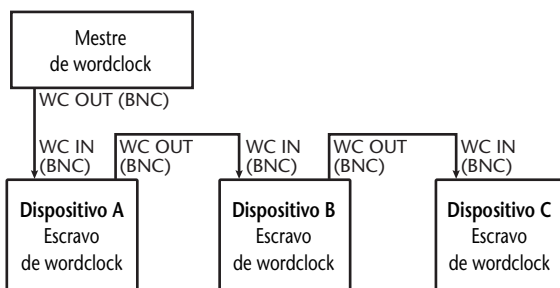 Mestre
de wordclock
WC OUT (BNC)
WC IN
(BNC)
WC OUT
(BNC)
WC IN
(BNC)
WC OUT
(BNC)
WC IN
(BNC)
Dispositivo A
Escravo
de wordclock
Dispositivo B
Escravo
de wordclock
Dispositivo C
Escravo
de wordclock